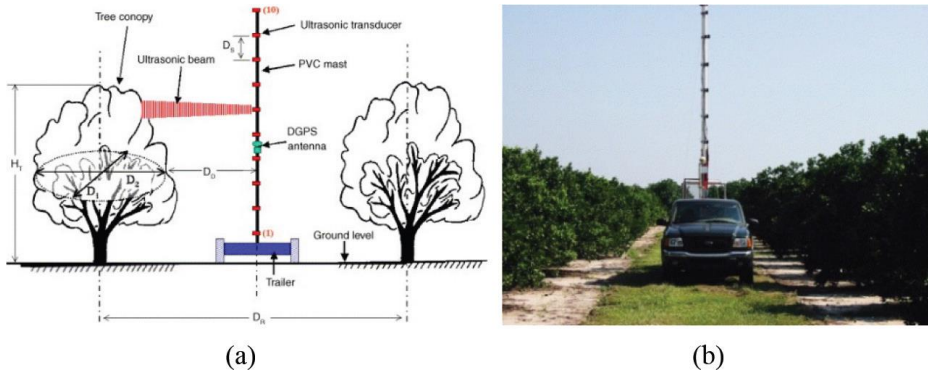 Tree conopy
(10)
Ultrasonic transducer
D_S
PVC mast
Ultrasonic beam
DGPS
antenna
H_T
D_1
D_2
D_D
(1)
Ground level
Trailer
D_R
(a)
(b)